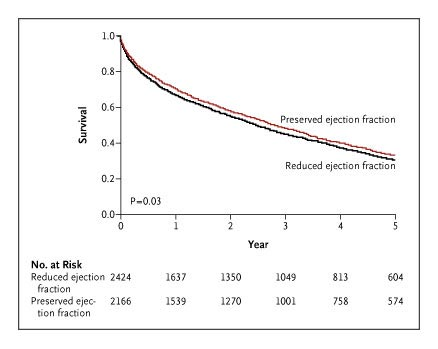 1.0
0.8
0.6
0.4
0.2
0.0
Survival
Preserved ejection fraction
Reduced ejection fraction
P=0.03
0 1 2 3 4 5
Year
No. at Risk
Reduced ejection 2424 1637 1350 1049 813 604
fraction
Preserved ejec- 2166 1539 1270 1001 758 574
tion fraction